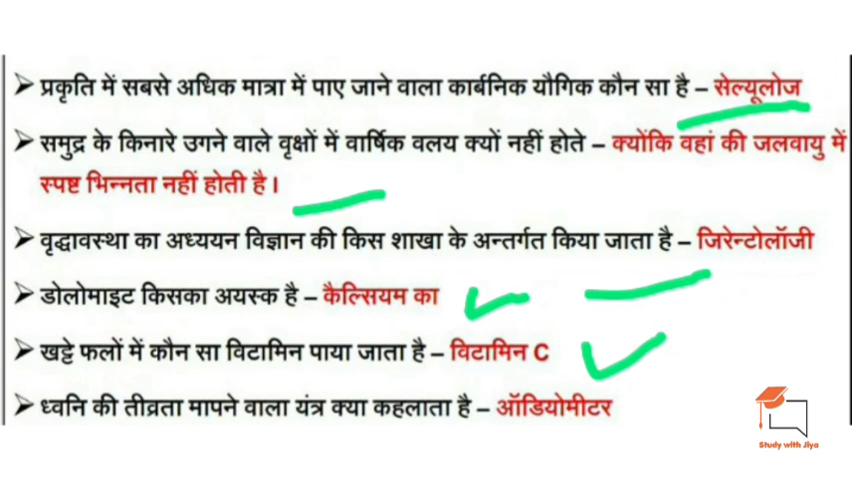 ➤ प्रकृति में सबसे अधिक मात्रा में पाए जाने वाला कार्बनिक यौगिक कौन सा है – सेल्यूलोज
➤ समुद्र के किनारे उगने वाले वृक्षों में वार्षिक वलय क्यों नहीं होते – क्योंकि वहां की जलवायु में
स्पष्ट भिन्नता नहीं होती है।
➤ वृद्धावस्था का अध्ययन विज्ञान की किस शाखा के अन्तर्गत किया जाता है – जिरेन्टोलॉजी
➤ डोलोमाइट किसका अयस्क है – कैल्सियम का
➤ खट्टे फलों में कौन सा विटामिन पाया जाता है – विटामिन C
➤ ध्वनि की तीव्रता मापने वाला यंत्र क्या कहलाता है – ऑडियोमीटर
Study with Jiya